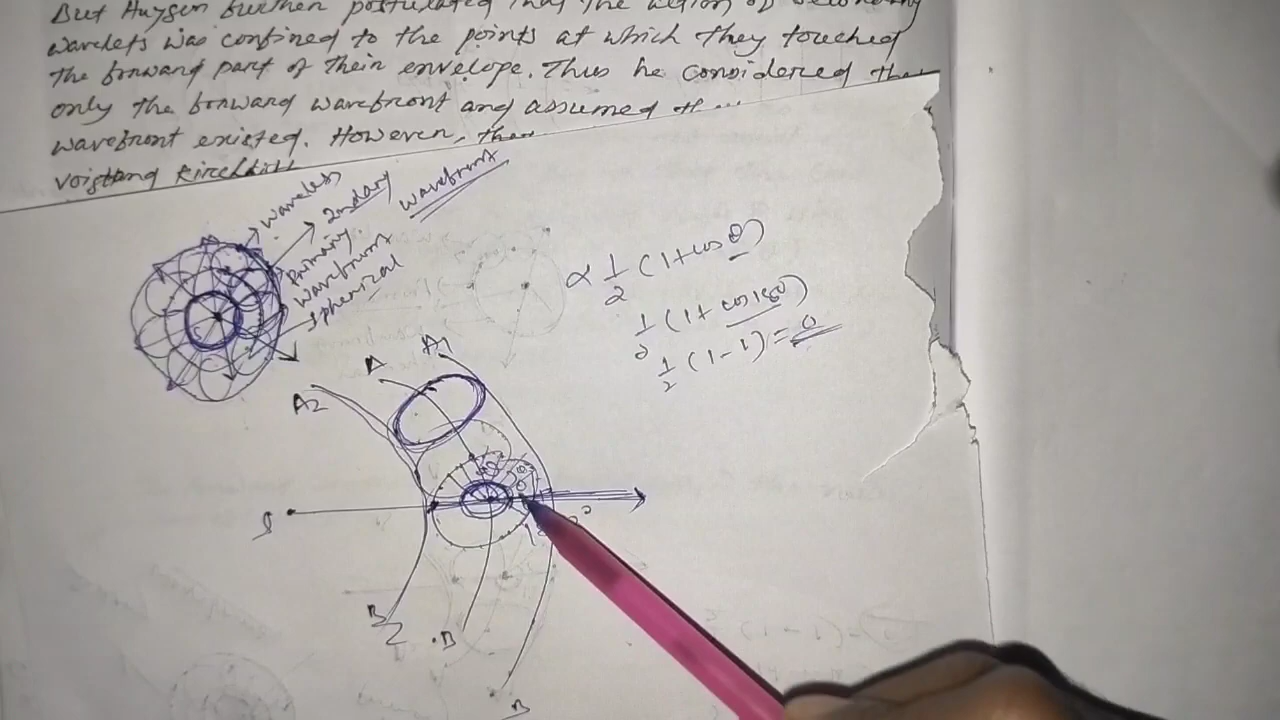 But Huygen further postulated that the action of secondary
wavelets was confined to the points at which they touched
the forward part of their envelope. Thus he considered that
only the forward wavefront and assumed
wavefront existed. However,
wavelets
2ndary
wavefront
Primary
wavefront
Spherical
∝ 1/2 (1+cos θ)
1/2 (1+cos180)
1/2 (1-1)=0
A2
A
A1
S
B2
B
B